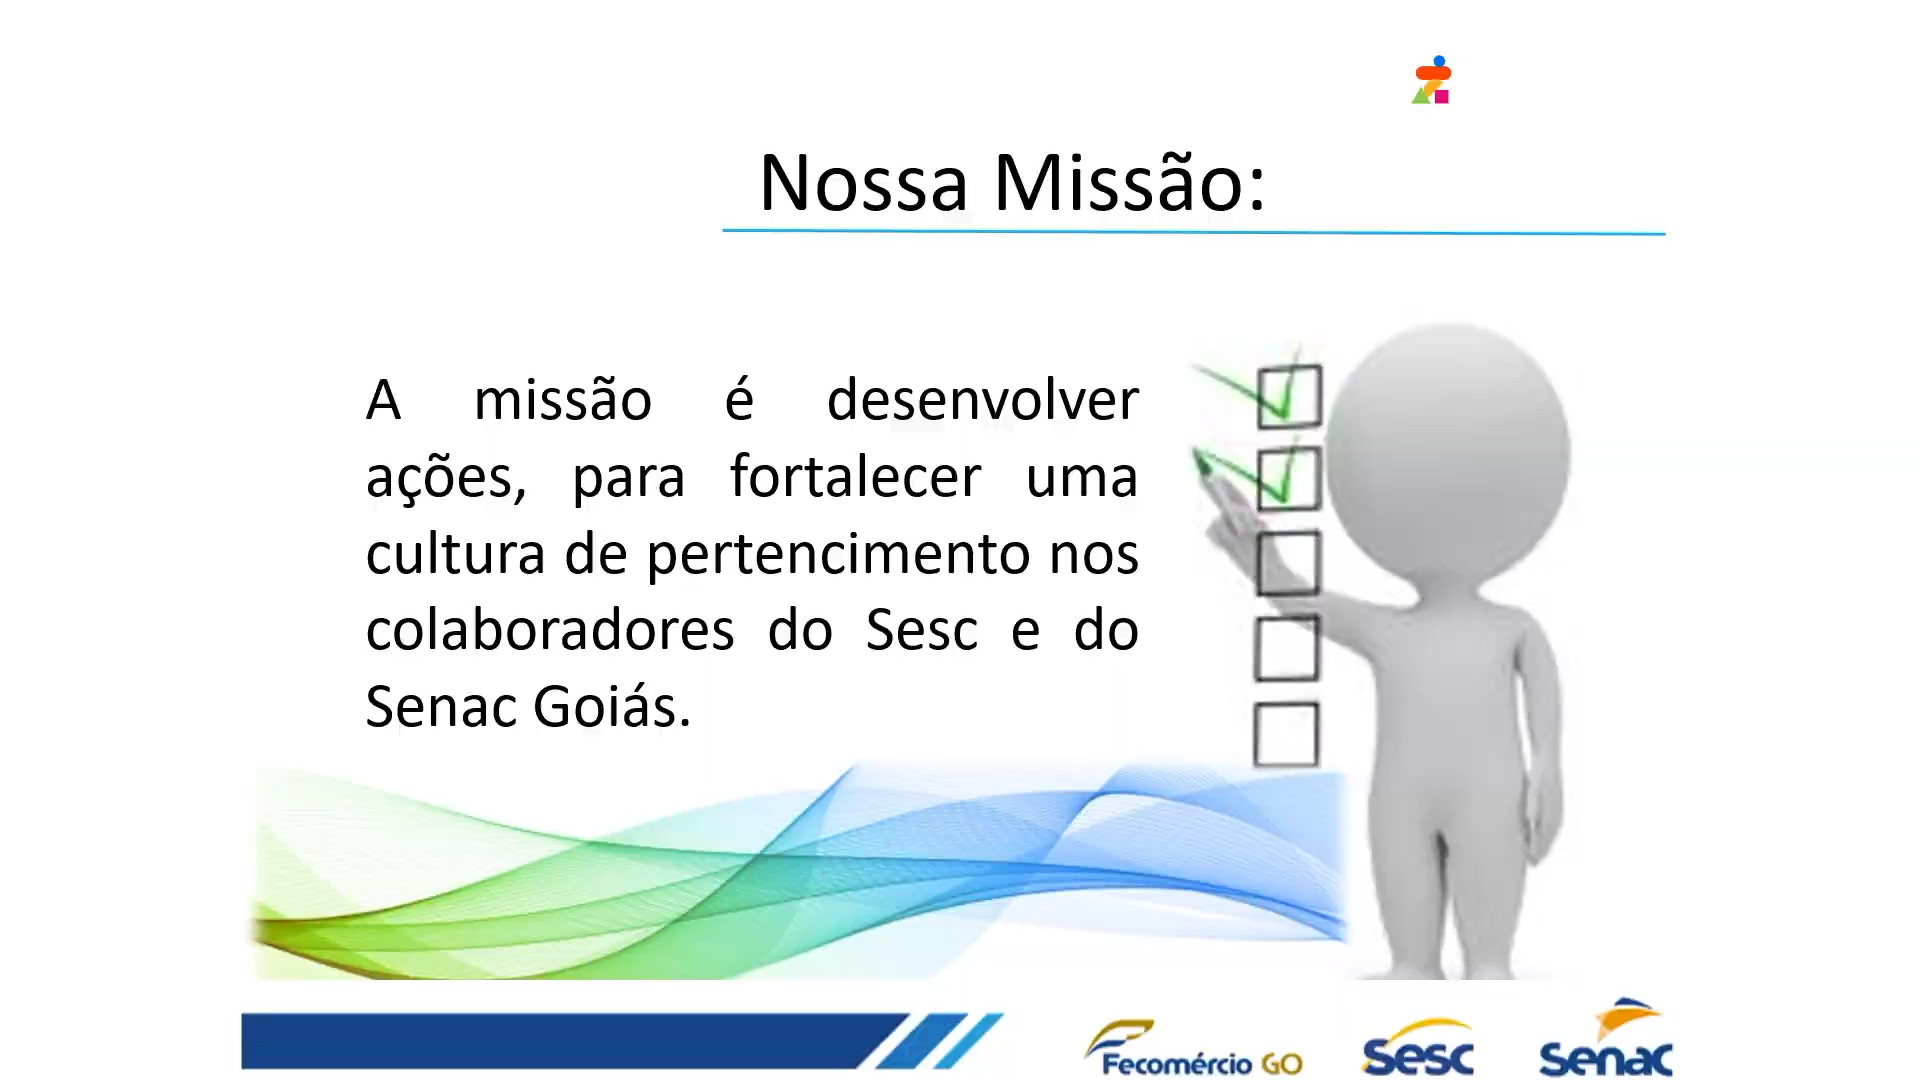 Nossa Missão:
A missão é desenvolver
ações, para fortalecer uma
cultura de pertencimento nos
colaboradores do Sesc e do
Senac Goiás.
Fecomércio GO
Sesc
Senac